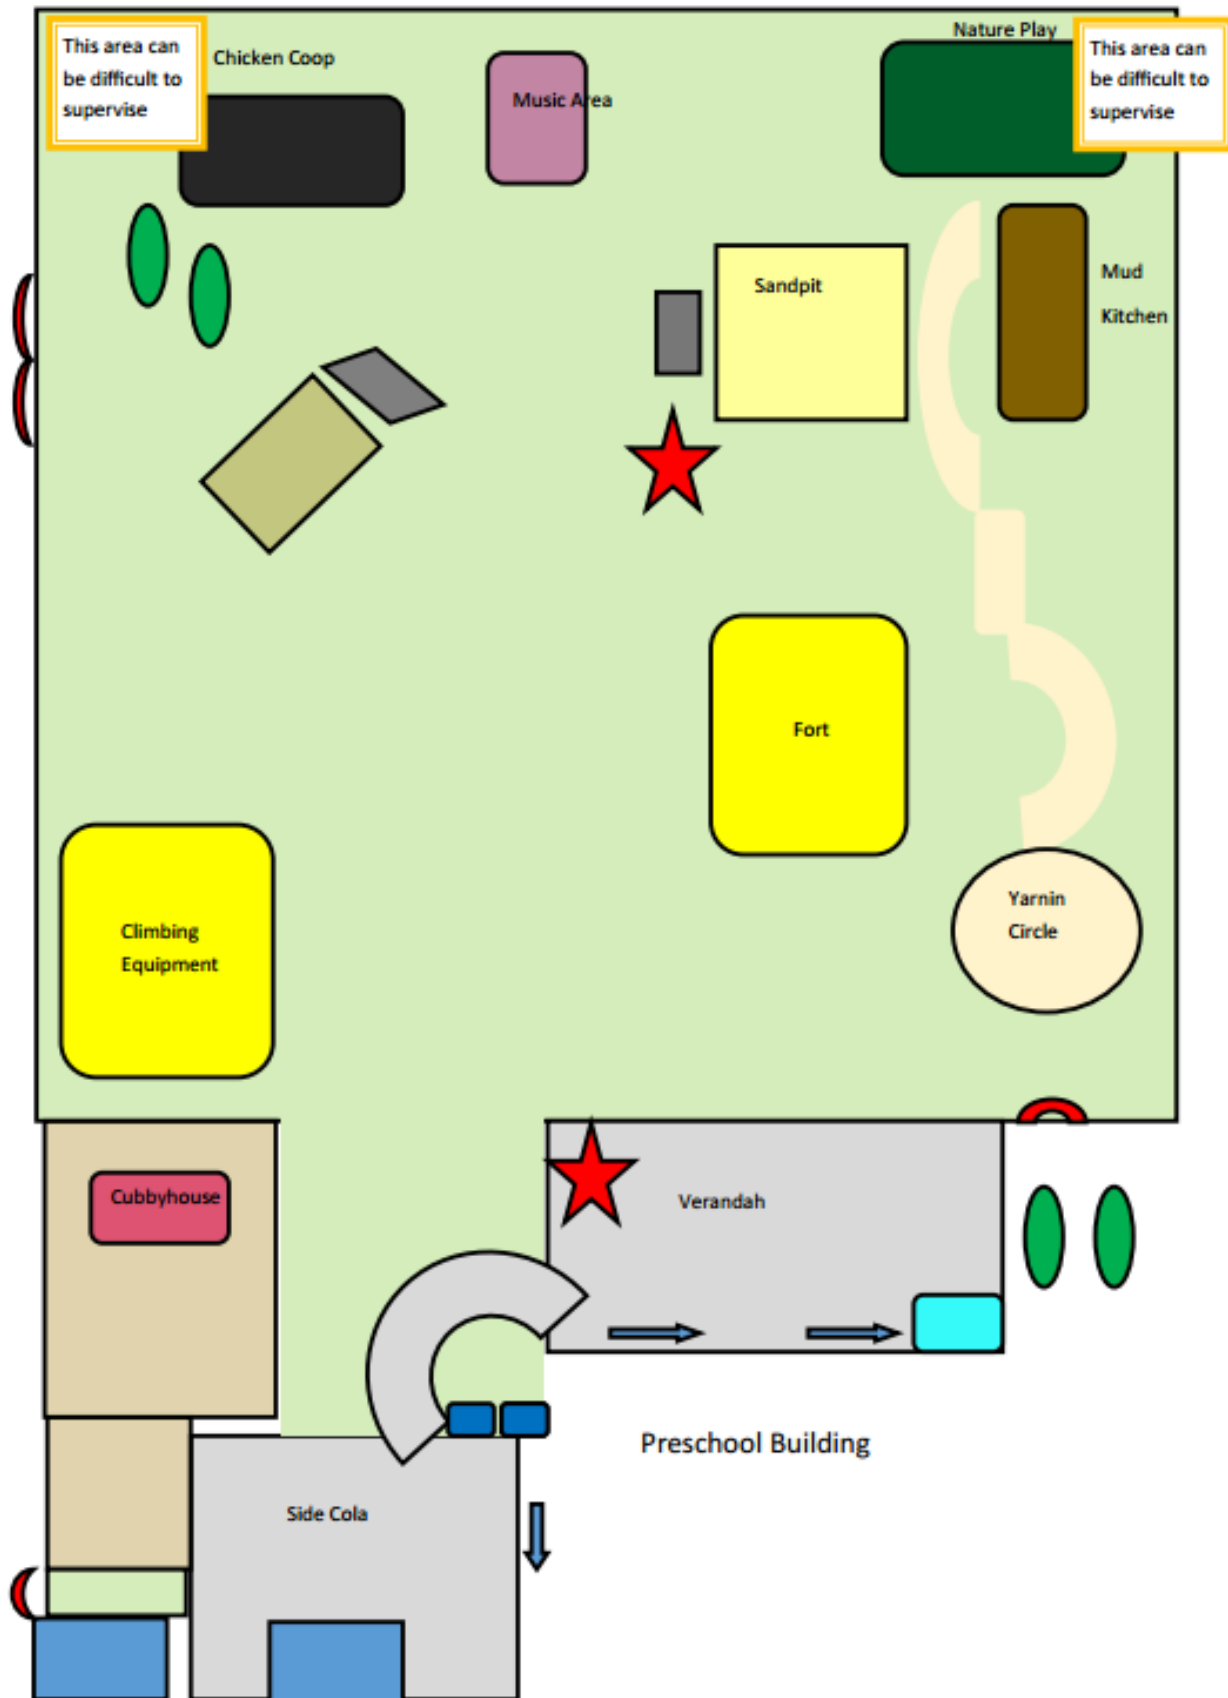 This area can
be difficult to
supervise
Chicken Coop
Music Area
Nature Play
This area can
be difficult to
supervise
Sandpit
Mud
Kitchen
Fort
Climbing
Equipment
Yarnin
Circle
Cubbyhouse
Verandah
Preschool Building
Side Cola